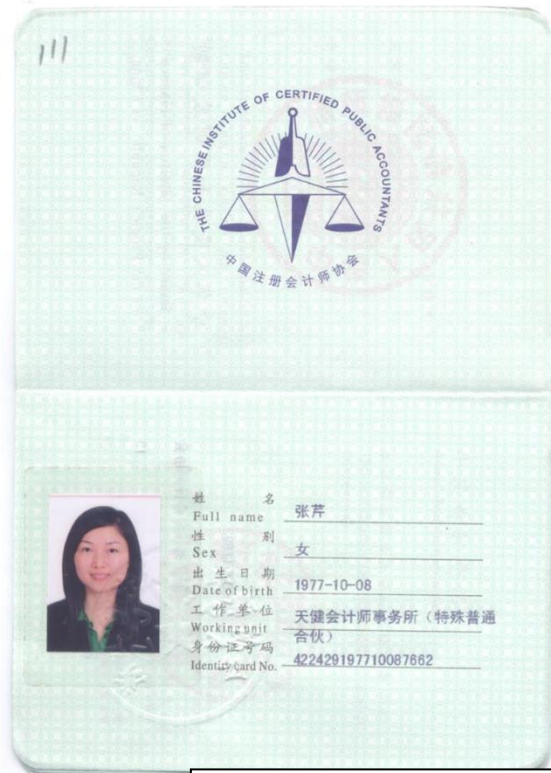 111
THE CHINESE INSTITUTE OF CERTIFIED PUBLIC ACCOUNTANTS
中国注册会计师协会
姓 名
Full name 张芹
性 别
Sex 女
出生日期
Date of birth 1977-10-08
工作单位
Working unit 天健会计师事务所（特殊普通
合伙）
身份证号码
Identity card No. 422429197710087662